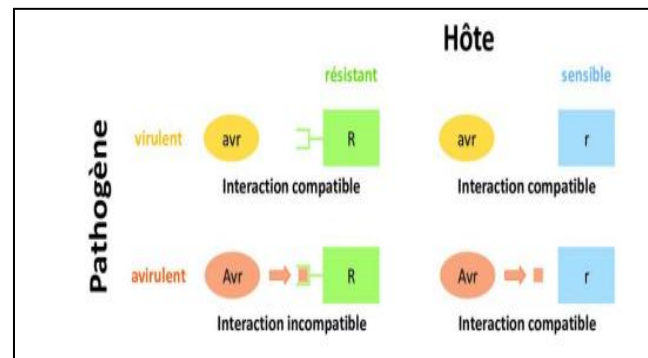 Hôte
résistant sensible
Pathogène
virulent avr R avr r
Interaction compatible Interaction compatible
avirulent Avr R Avr r
Interaction incompatible Interaction compatible